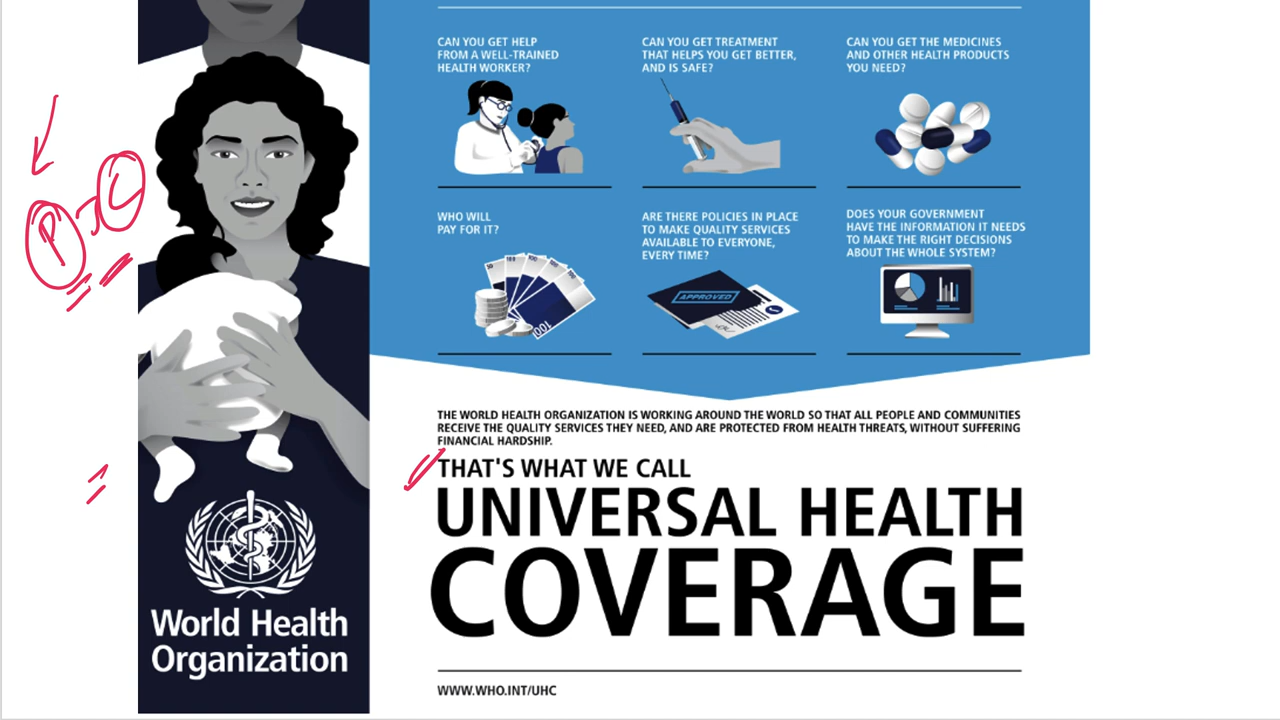 CAN YOU GET HELP
FROM A WELL-TRAINED
HEALTH WORKER?
CAN YOU GET TREATMENT
THAT HELPS YOU GET BETTER,
AND IS SAFE?
CAN YOU GET THE MEDICINES
AND OTHER HEALTH PRODUCTS
YOU NEED?
WHO WILL
PAY FOR IT?
ARE THERE POLICIES IN PLACE
TO MAKE QUALITY SERVICES
AVAILABLE TO EVERYONE,
EVERY TIME?
DOES YOUR GOVERNMENT
HAVE THE INFORMATION IT NEEDS
TO MAKE THE RIGHT DECISIONS
ABOUT THE WHOLE SYSTEM?
APPROVED
P
C
THE WORLD HEALTH ORGANIZATION IS WORKING AROUND THE WORLD SO THAT ALL PEOPLE AND COMMUNITIES
RECEIVE THE QUALITY SERVICES THEY NEED, AND ARE PROTECTED FROM HEALTH THREATS, WITHOUT SUFFERING
FINANCIAL HARDSHIP.
THAT'S WHAT WE CALL
UNIVERSAL HEALTH
COVERAGE
World Health
Organization
WWW.WHO.INT/UHC